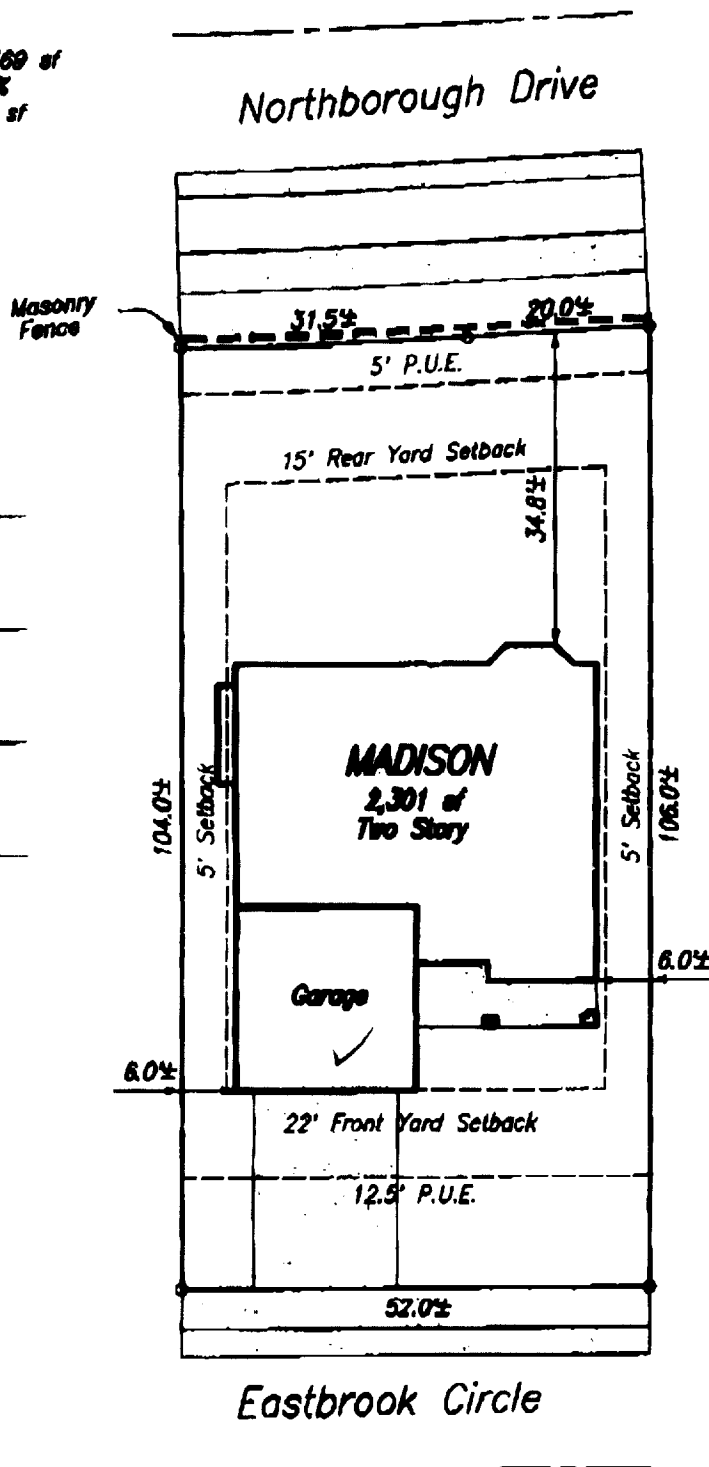 sf
%
sf
Northborough Drive
Masonry
Fence
31.5'±
20.0'±
5' P.U.E.
15' Rear Yard Setback
34.8'±
MADISON
2,301 sf
Two Story
104.0'±
5' Setback
5' Setback
106.0'±
Garage
6.0'±
6.0'±
22' Front Yard Setback
12.5' P.U.E.
52.0'±
Eastbrook Circle